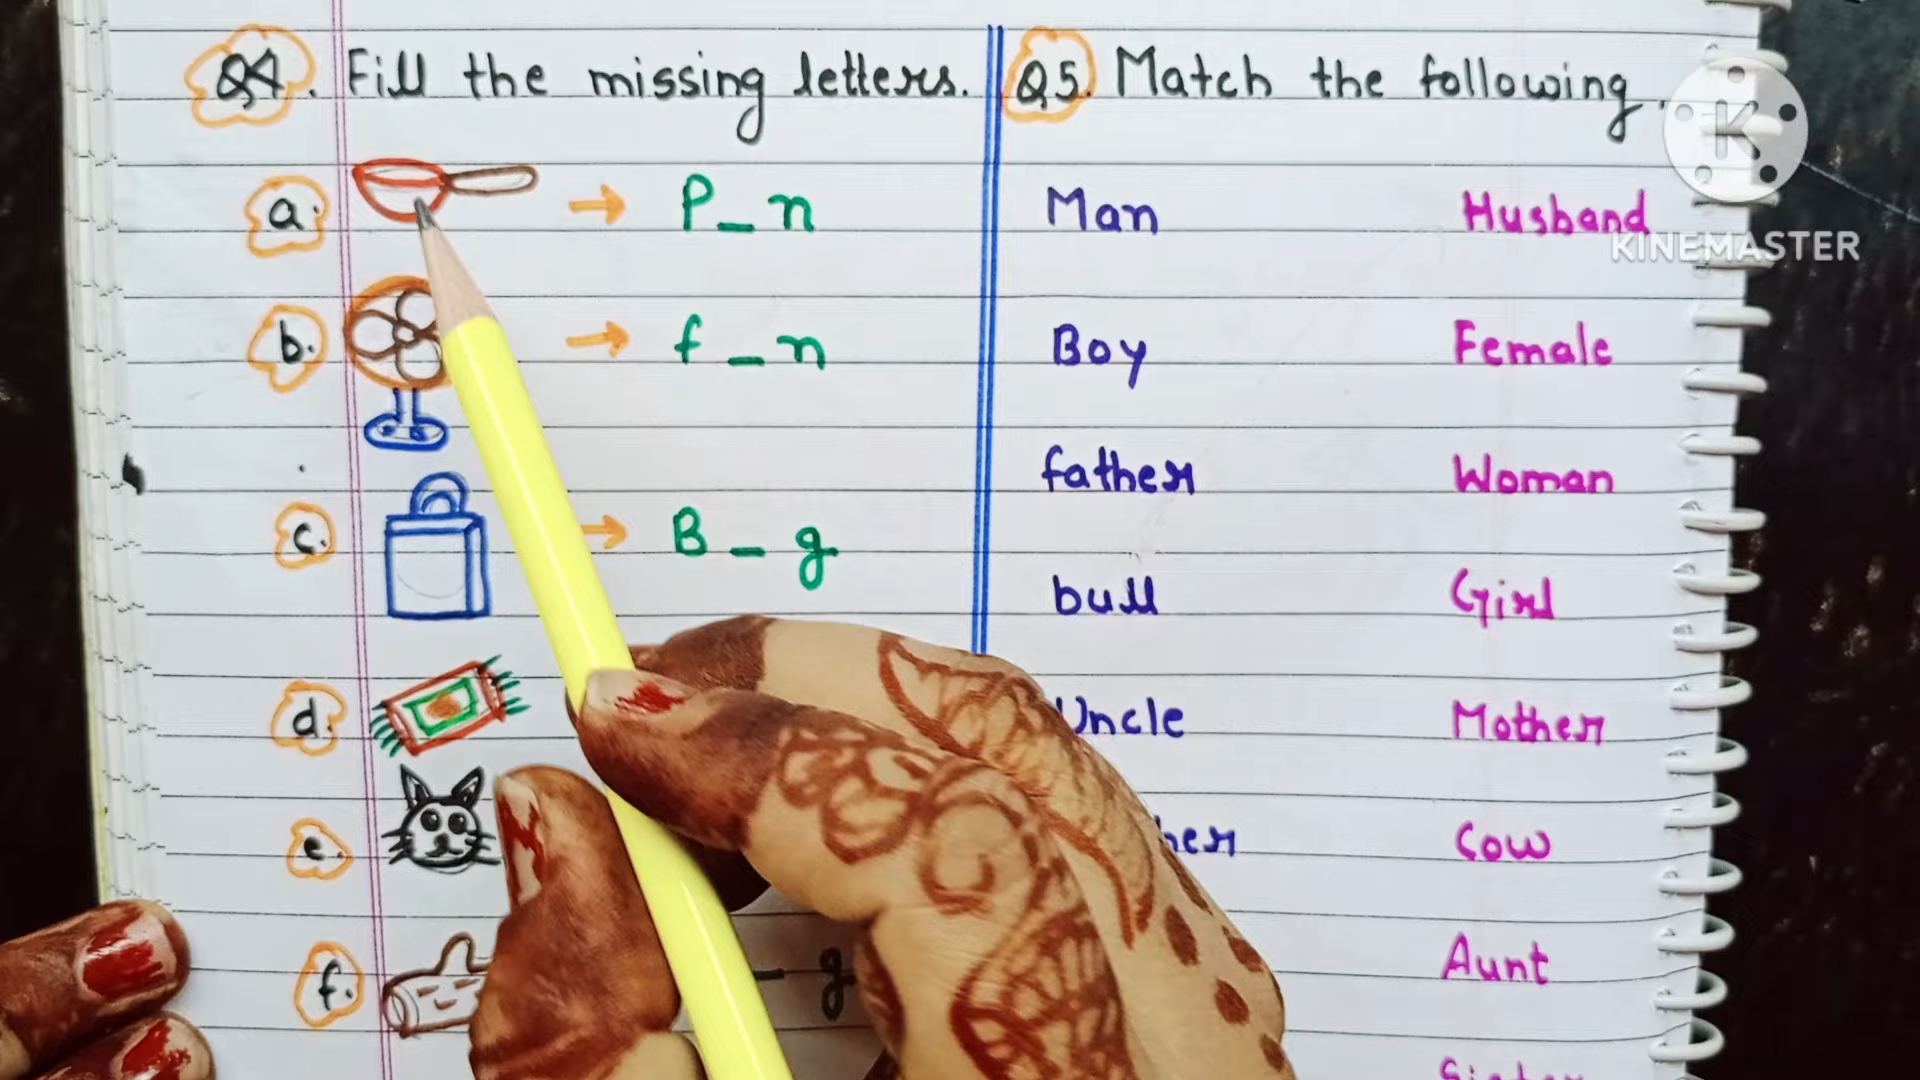 Q4. Fill the missing letters.
a. → P_n
b. → f_n
c. → B_g
d.
e.
f. _ g
Q5. Match the following.
Man Husband
Boy Female
father Woman
bull Girl
Uncle Mother
Cow
Aunt
K
KINEMASTER